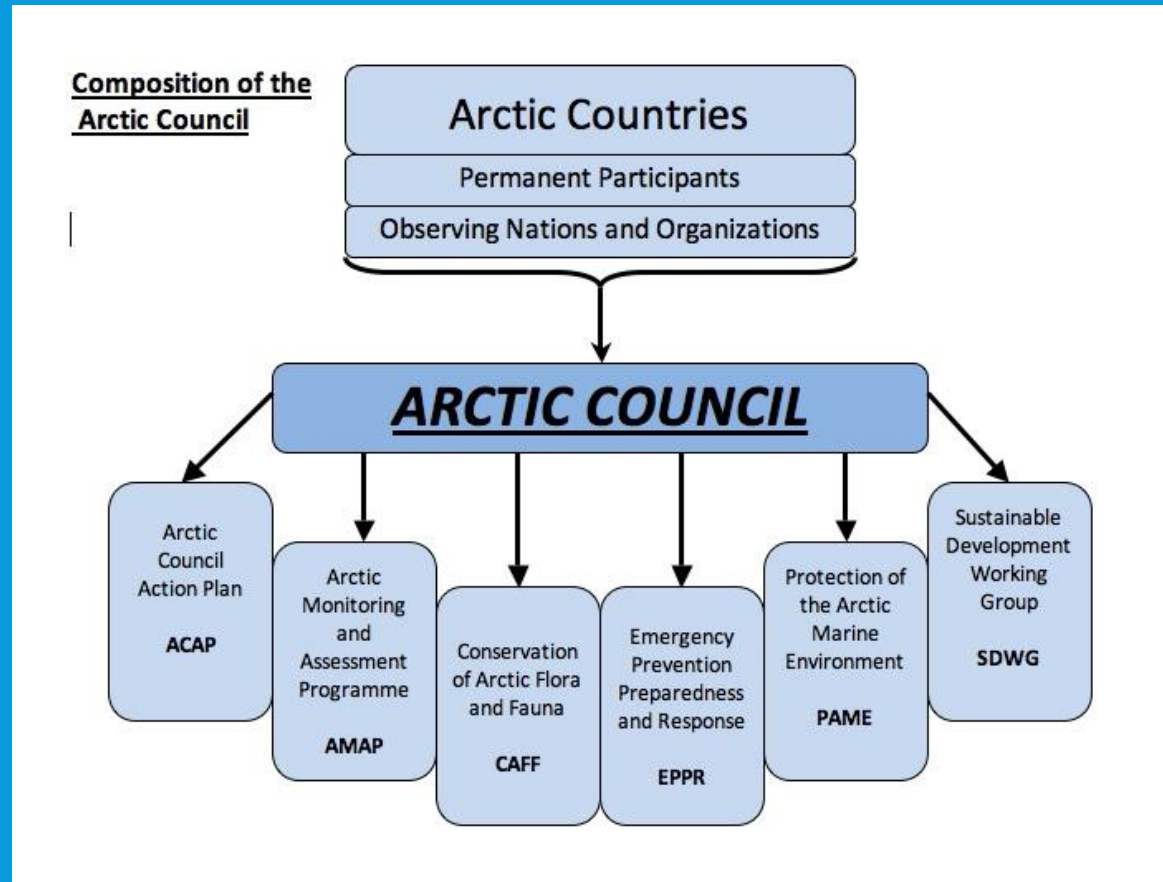 Composition of the
Arctic Council
Arctic Countries
Permanent Participants
Observing Nations and Organizations
ARCTIC COUNCIL
Arctic
Council
Action Plan
ACAP
Arctic
Monitoring
and
Assessment
Programme
AMAP
Conservation
of Arctic Flora
and Fauna
CAFF
Emergency
Prevention
Preparedness
and Response
EPPR
Protection of
the Arctic
Marine
Environment
PAME
Sustainable
Development
Working
Group
SDWG